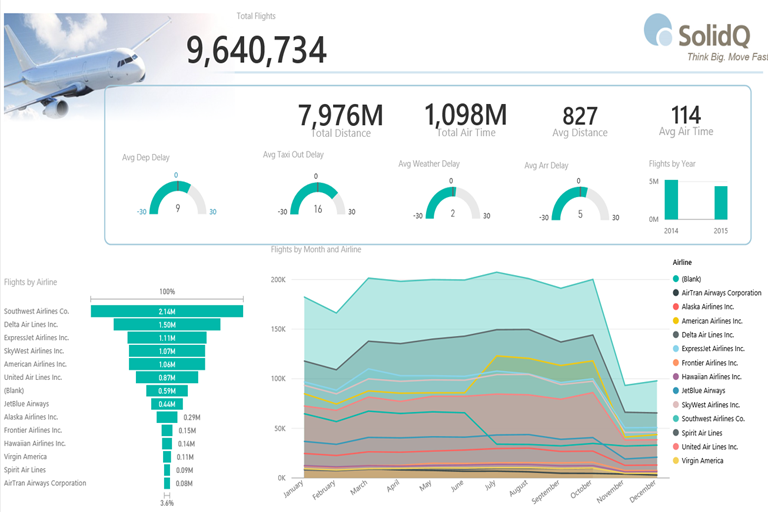 Total Flights
9,640,734
SolidQ
Think Big. Move Fast
7,976M
Total Distance
1,098M
Total Air Time
827
Avg Distance
114
Avg Air Time
Avg Dep Delay
0
9
-30
30
Avg Taxi Out Delay
0
16
-30
30
Avg Weather Delay
0
2
-30
30
Avg Arr Delay
0
5
-30
30
Flights by Year
5M
0M
2014
2015
Flights by Airline
100%
Southwest Airlines Co. 2.14M
Delta Air Lines Inc. 1.50M
ExpressJet Airlines Inc. 1.11M
SkyWest Airlines Inc. 1.07M
American Airlines Inc. 1.06M
United Air Lines Inc. 0.87M
(Blank) 0.59M
JetBlue Airways 0.44M
Alaska Airlines Inc. 0.29M
Frontier Airlines Inc. 0.15M
Hawaiian Airlines Inc. 0.14M
Virgin America 0.11M
Spirit Air Lines 0.09M
AirTran Airways Corporation 0.08M
3.6%
Flights by Month and Airline
200K
150K
100K
50K
0K
January
February
March
April
May
June
July
August
September
October
November
December
Airline
(Blank)
AirTran Airways Corporation
Alaska Airlines Inc.
American Airlines Inc.
Delta Air Lines Inc.
ExpressJet Airlines Inc.
Frontier Airlines Inc.
Hawaiian Airlines Inc.
JetBlue Airways
SkyWest Airlines Inc.
Southwest Airlines Co.
Spirit Air Lines
United Air Lines Inc.
Virgin America